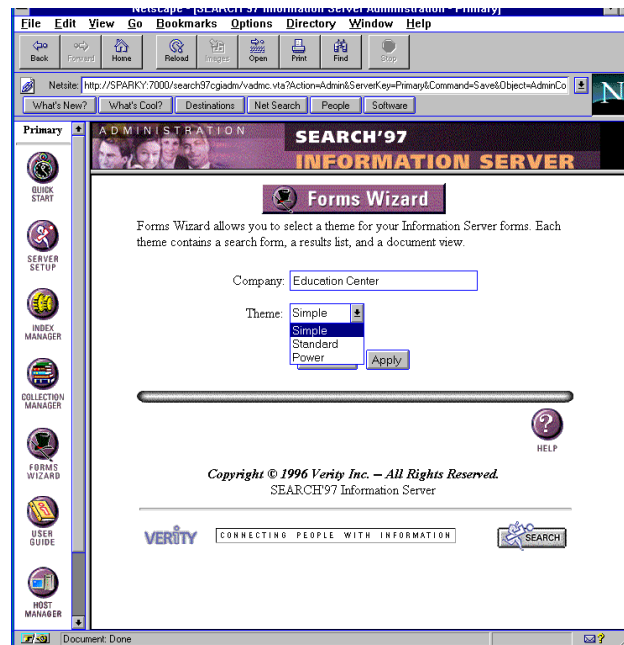 Netscape - [SEARCH'97 Information Server Administration - Primary]
File Edit View Go Bookmarks Options Directory Window Help
Back Forward Home Reload Images Open Print Find Stop
Netsite: http://SPARKY:7000/search97cgiadm/vadmc.vta?Action=Admin&ServerKey=Primary&Command=Save&Object=AdminCo
N
What's New? What's Cool? Destinations Net Search People Software
Primary
QUICK
START
SERVER
SETUP
INDEX
MANAGER
COLLECTION
MANAGER
FORMS
WIZARD
USER
GUIDE
HOST
MANAGER
ADMINISTRATION
SEARCH'97
INFORMATION SERVER
Forms Wizard
Forms Wizard allows you to select a theme for your Information Server forms. Each
theme contains a search form, a results list, and a document view.
Company: Education Center
Theme: Simple
Simple
Standard
Power
Apply
?
HELP
Copyright © 1996 Verity Inc. – All Rights Reserved.
SEARCH'97 Information Server
VERITY CONNECTING PEOPLE WITH INFORMATION SEARCH
Document: Done